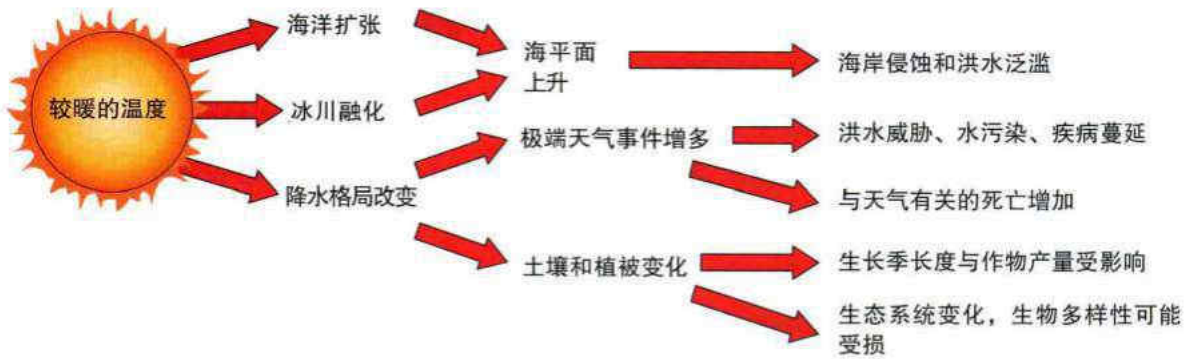 较暖的温度
海洋扩张
冰川融化
降水格局改变
海平面
上升
极端天气事件增多
土壤和植被变化
海岸侵蚀和洪水泛滥
洪水威胁、水污染、疾病蔓延
与天气有关的死亡增加
生长季长度与作物产量受影响
生态系统变化，生物多样性可能
受损